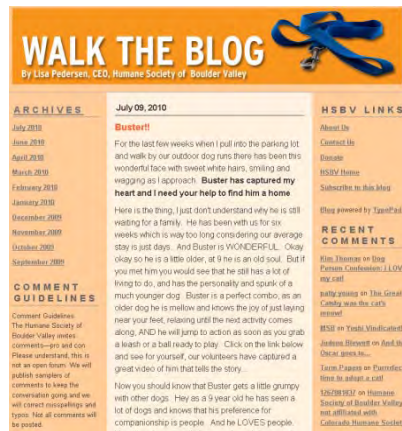 WALK THE BLOG
By Lisa Pedersen, CEO, Humane Society of Boulder Valley
ARCHIVES
July 2010
June 2010
April 2010
March 2010
February 2010
January 2010
December 2009
November 2009
October 2009
September 2009
COMMENT
GUIDELINES
Comment Guidelines
The Humane Society of
Boulder Valley invites
comments—pro and con.
Please understand, this is
not an open forum. We will
publish samplers of
comments to keep the
conversation going and we
will correct misspellings and
typos. Not all comments will
be posted.
July 09, 2010
Buster!!
For the last few weeks when I pull into the parking lot
and walk by our outdoor dog runs there has been this
wonderful face with sweet white hairs, smiling and
wagging as I approach. Buster has captured my
heart and I need your help to find him a home.
Here is the thing, I just don't understand why he is still
waiting for a family. He has been with us for six
weeks which is way too long considering our average
stay is just days. And Buster is WONDERFUL. Okay
okay so he is a little older, at 9 he is an old soul. But if
you met him you would see that he still has a lot of
living to do, and has the personality and spunk of a
much younger dog. Buster is a perfect combo, as an
older dog he is mellow and knows the joy of just laying
near your feet, relaxing until the next activity comes
along, AND he will jump to action as soon as you grab
a leash or a ball ready to play. Click on the link below
and see for yourself, our volunteers have captured a
great video of him that tells the story.
Now you should know that Buster gets a little grumpy
with other dogs. Hey as a 9 year old he has seen a
lot of dogs and knows that his preference for
companionship is people. And he LOVES people.
HSBV LINKS
About Us
Contact Us
Donate
HSBV Home
Subscribe to this blog
Blog powered by TypePad
RECENT
COMMENTS
Kim Thomas on Dog
Person Confession: I LOV
my cat!
patty young on The Great
Candig was the cat's
meow!
MSB on Yoshi Vindicated!
Judson Blewett on And the
Oscar goes to...
Tarin Papers on Purrrfect
time to adopt a cat!
on Humane
Society of Boulder Valley
not affiliated with
Colorado Humane Societ